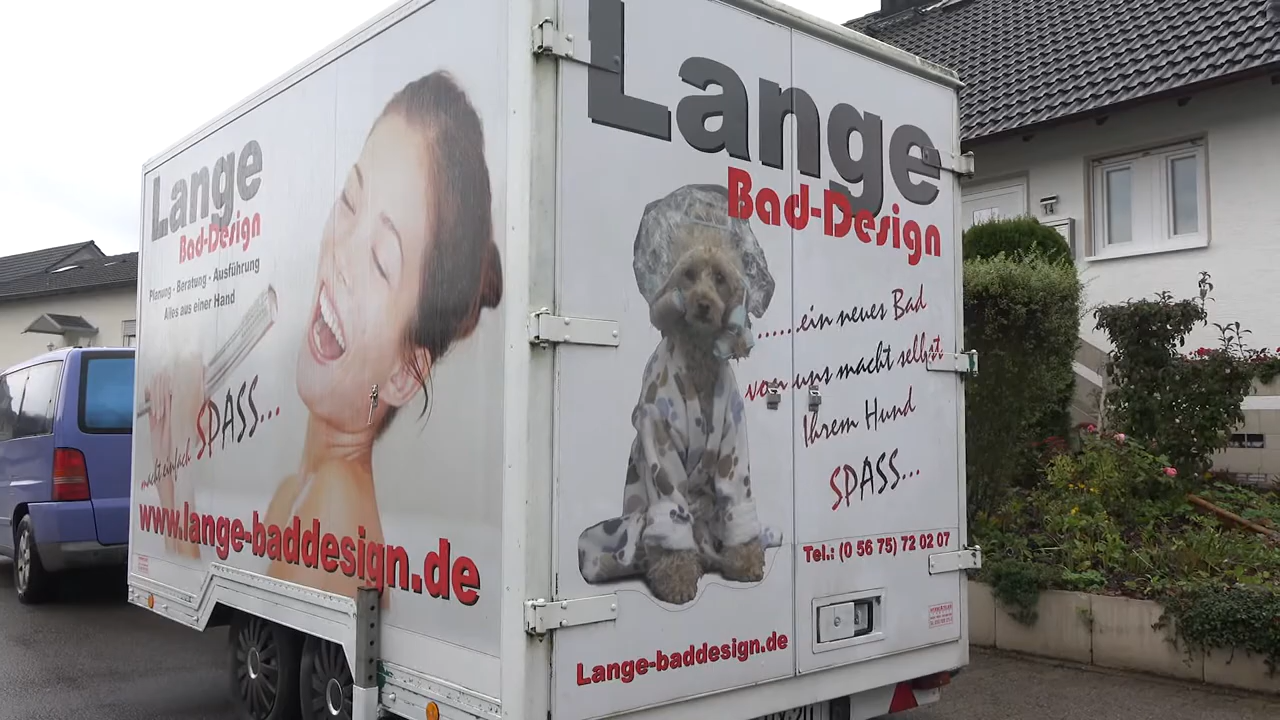 Lange
Bad-Design
Planung - Beratung - Ausführung
Alles aus einer Hand
macht einfach SPASS...
www.lange-baddesign.de
Lange
Bad-Design
......ein neues Bad
von uns macht selbst
Ihrem Hund
SPASS...
Tel.: (0 56 75) 72 02 07
Lange-baddesign.de
14